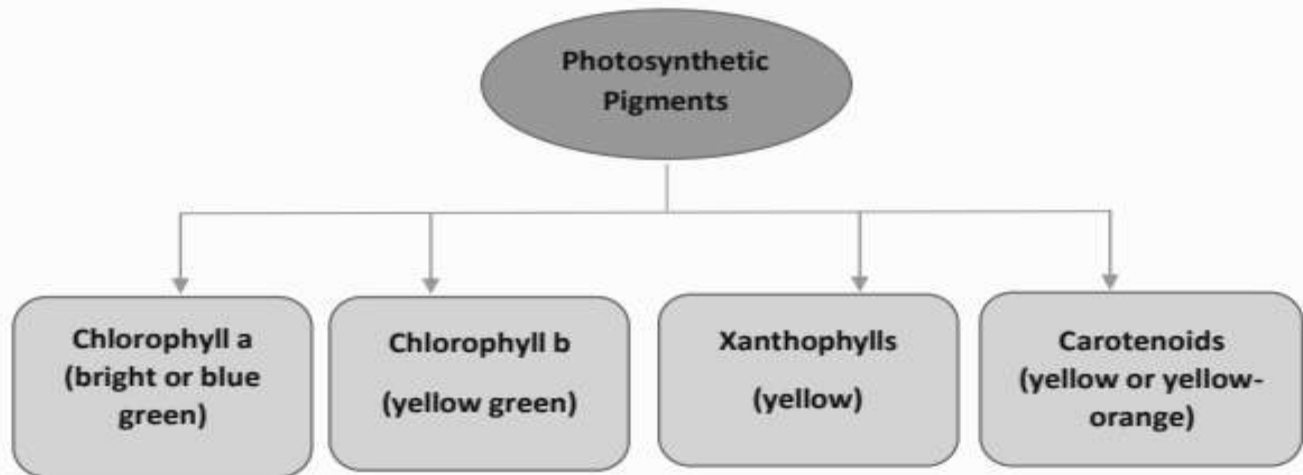 Photosynthetic
Pigments
Chlorophyll a
(bright or blue
green)
Chlorophyll b
(yellow green)
Xanthophylls
(yellow)
Carotenoids
(yellow or yellow-
orange)